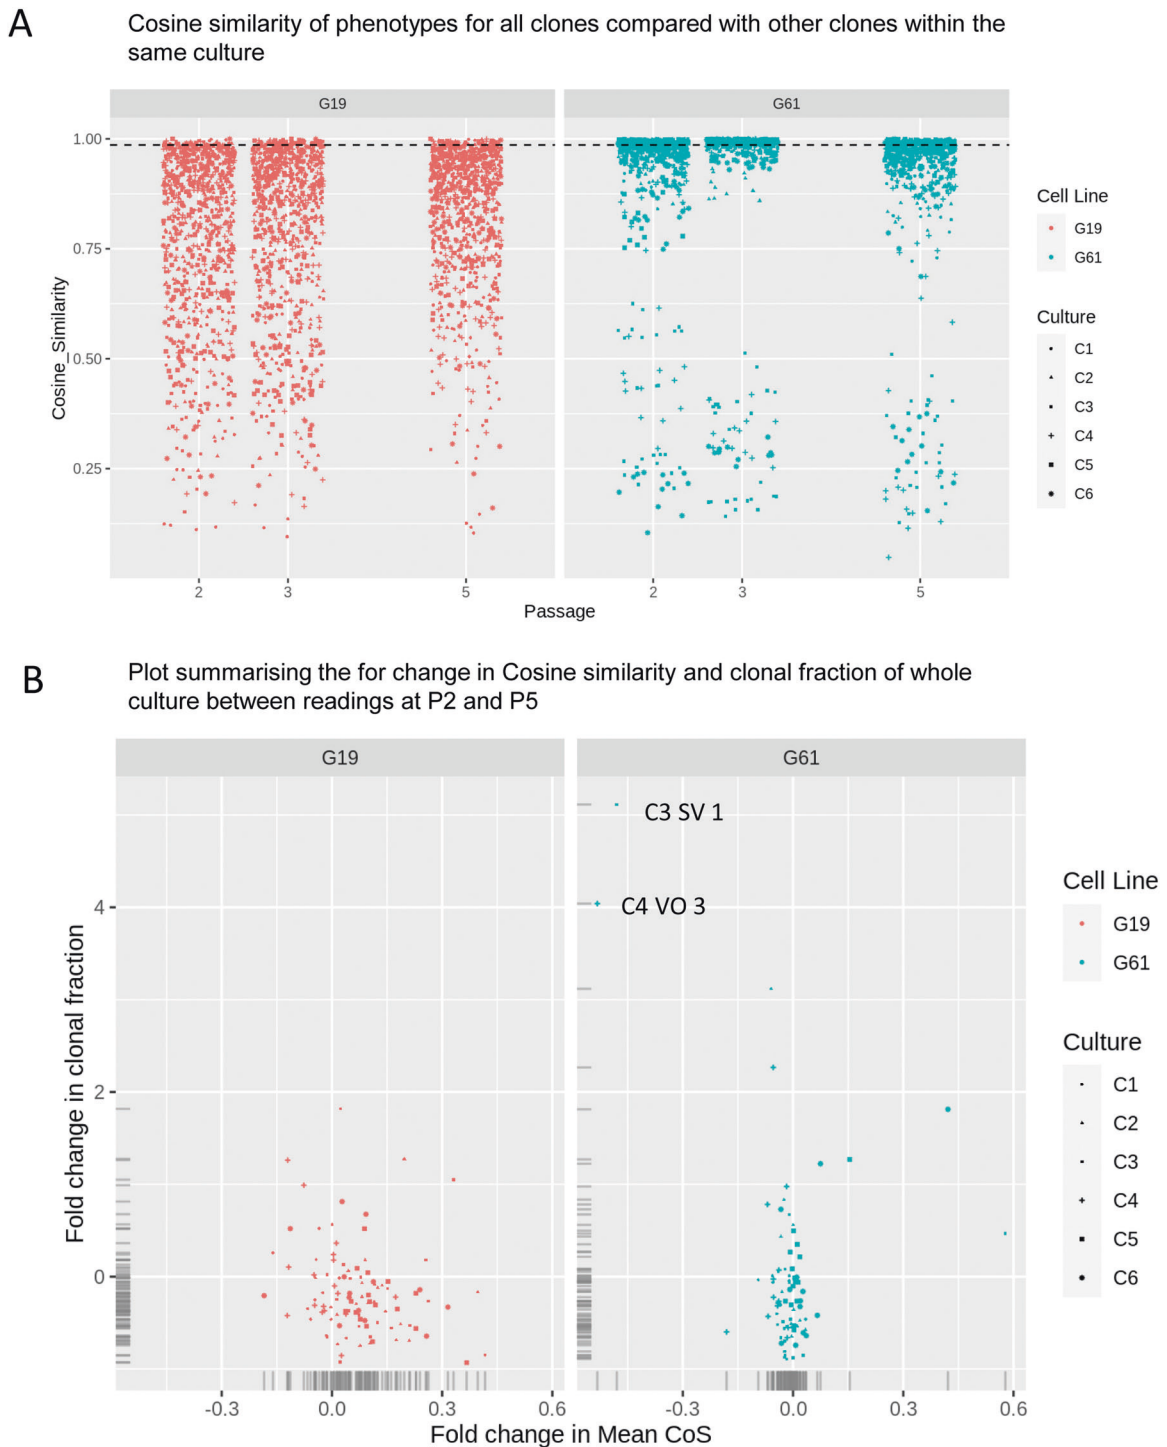 A
Cosine similarity of phenotypes for all clones compared with other clones within the
same culture
G19
G61
1.00
0.75
0.50
0.25
Cosine_Similarity
2
3
5
2
3
5
Passage
Cell Line
G19
G61
Culture
C1
C2
C3
C4
C5
C6
B
Plot summarising the for change in Cosine similarity and clonal fraction of whole
culture between readings at P2 and P5
G19
G61
C3 SV 1
C4 VO 3
4
2
0
Fold change in clonal fraction
-0.3
0.0
0.3
0.6
-0.3
0.0
0.3
0.6
Fold change in Mean CoS
Cell Line
G19
G61
Culture
C1
C2
C3
C4
C5
C6